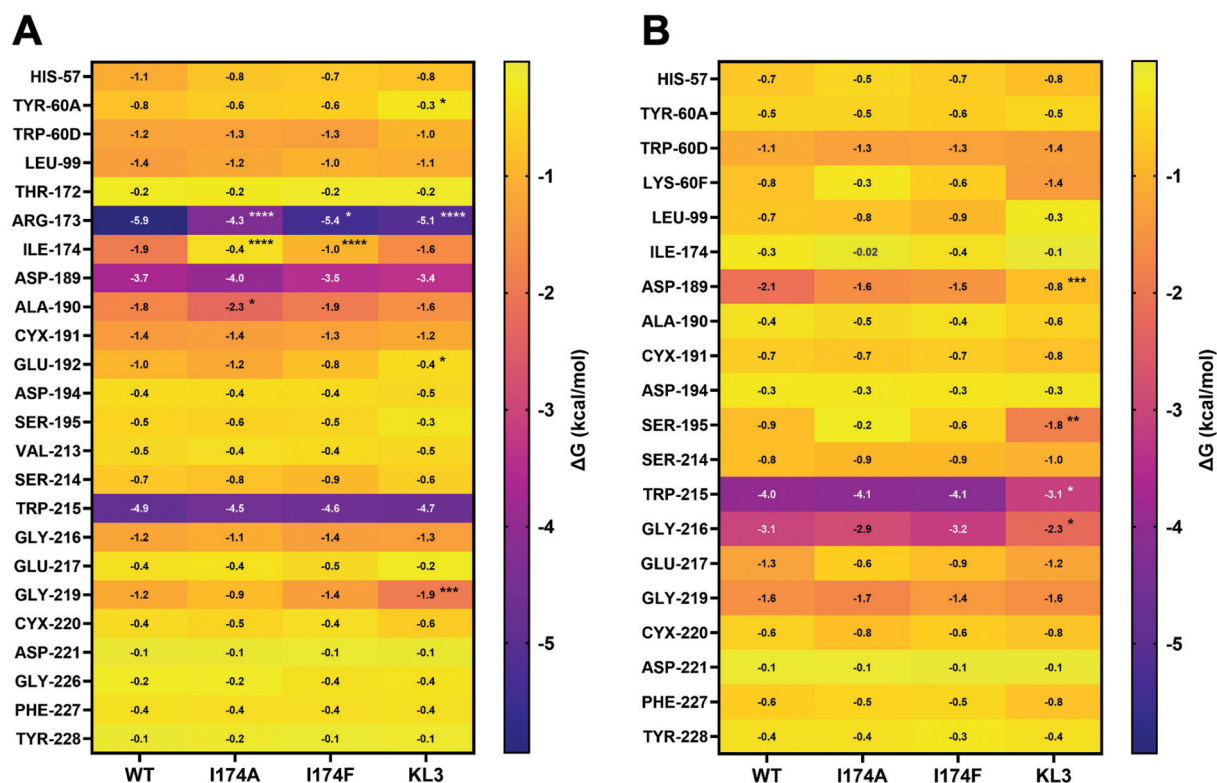 A
HIS-57 -1.1 -0.8 -0.7 -0.8
TYR-60A -0.8 -0.6 -0.6 -0.3 *
TRP-60D -1.2 -1.3 -1.3 -1.0
LEU-99 -1.4 -1.2 -1.0 -1.1
THR-172 -0.2 -0.2 -0.2 -0.2
ARG-173 -5.9 -4.3 **** -5.4 * -5.1 ****
ILE-174 -1.9 -0.4 **** -1.0 **** -1.6
ASP-189 -3.7 -4.0 -3.5 -3.4
ALA-190 -1.8 -2.3 * -1.9 -1.6
CYX-191 -1.4 -1.4 -1.3 -1.2
GLU-192 -1.0 -1.2 -0.8 -0.4 *
ASP-194 -0.4 -0.4 -0.4 -0.5
SER-195 -0.5 -0.6 -0.5 -0.3
VAL-213 -0.5 -0.4 -0.4 -0.5
SER-214 -0.7 -0.8 -0.9 -0.6
TRP-215 -4.9 -4.5 -4.6 -4.7
GLY-216 -1.2 -1.1 -1.4 -1.3
GLU-217 -0.4 -0.4 -0.5 -0.2
GLY-219 -1.2 -0.9 -1.4 -1.9 ***
CYX-220 -0.4 -0.5 -0.4 -0.6
ASP-221 -0.1 -0.1 -0.1 -0.1
GLY-226 -0.2 -0.2 -0.4 -0.4
PHE-227 -0.4 -0.4 -0.4 -0.4
TYR-228 -0.1 -0.2 -0.1 -0.1
WT I174A I174F KL3
-1
-2
-3
-4
-5
ΔG (kcal/mol)
B
HIS-57 -0.7 -0.5 -0.7 -0.8
TYR-60A -0.5 -0.5 -0.6 -0.5
TRP-60D -1.1 -1.3 -1.3 -1.4
LYS-60F -0.8 -0.3 -0.6 -1.4
LEU-99 -0.7 -0.8 -0.9 -0.3
ILE-174 -0.3 -0.02 -0.4 -0.1
ASP-189 -2.1 -1.6 -1.5 -0.8 ***
ALA-190 -0.4 -0.5 -0.4 -0.6
CYX-191 -0.7 -0.7 -0.7 -0.8
ASP-194 -0.3 -0.3 -0.3 -0.3
SER-195 -0.9 -0.2 -0.6 -1.8 **
SER-214 -0.8 -0.9 -0.9 -1.0
TRP-215 -4.0 -4.1 -4.1 -3.1 *
GLY-216 -3.1 -2.9 -3.2 -2.3 *
GLU-217 -1.3 -0.6 -0.9 -1.2
GLY-219 -1.6 -1.7 -1.4 -1.6
CYX-220 -0.6 -0.8 -0.6 -0.8
ASP-221 -0.1 -0.1 -0.1 -0.1
PHE-227 -0.6 -0.5 -0.5 -0.8
TYR-228 -0.4 -0.4 -0.3 -0.4
WT I174A I174F KL3
-1
-2
-3
-4
-5
ΔG (kcal/mol)